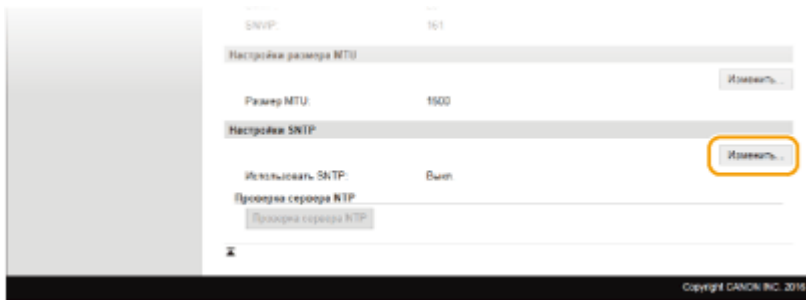 SNMP: 161
Настройки размера MTU
Изменить...
Размер MTU: 1500
Настройки SNTP
Изменить...
Использовать SNTP: Выкл.
Проверка сервера NTP
Проверка сервера NTP
Copyright CANON INC. 2016